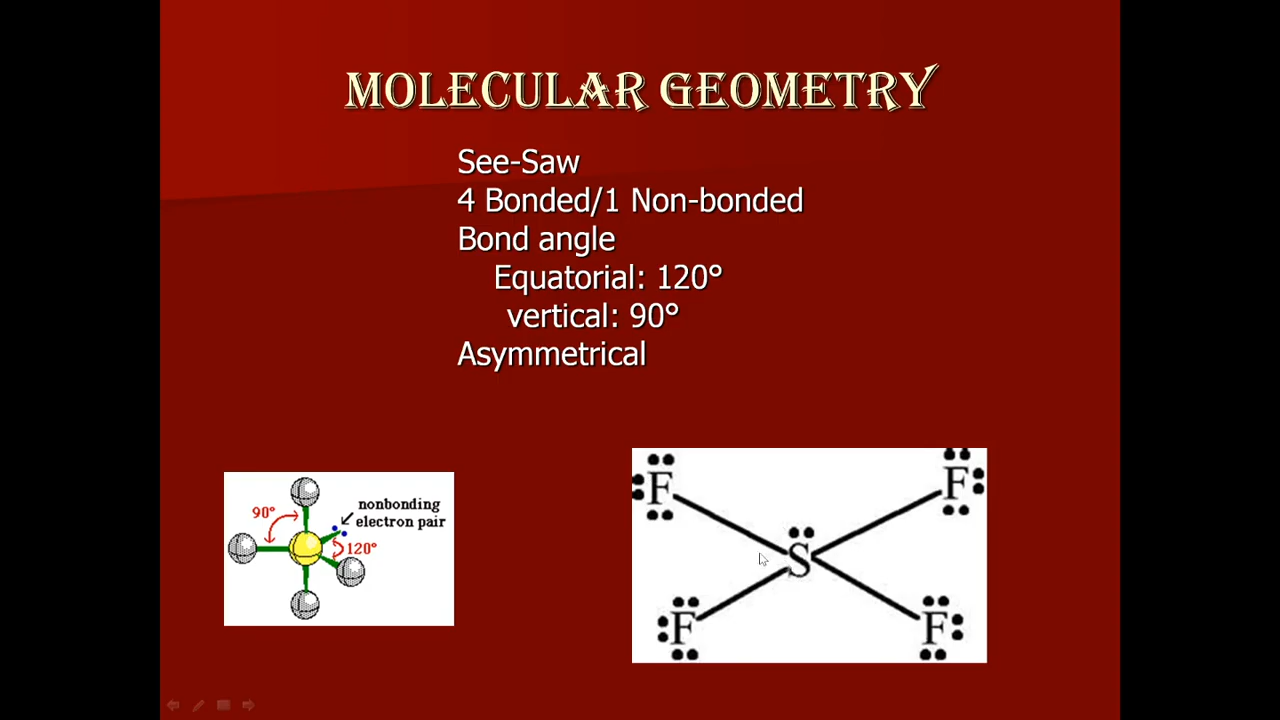 MOLECULAR GEOMETRY
See-Saw
4 Bonded/1 Non-bonded
Bond angle
Equatorial: 120°
vertical: 90°
Asymmetrical
90°
nonbonding
electron pair
120°
F
F
S
F
F